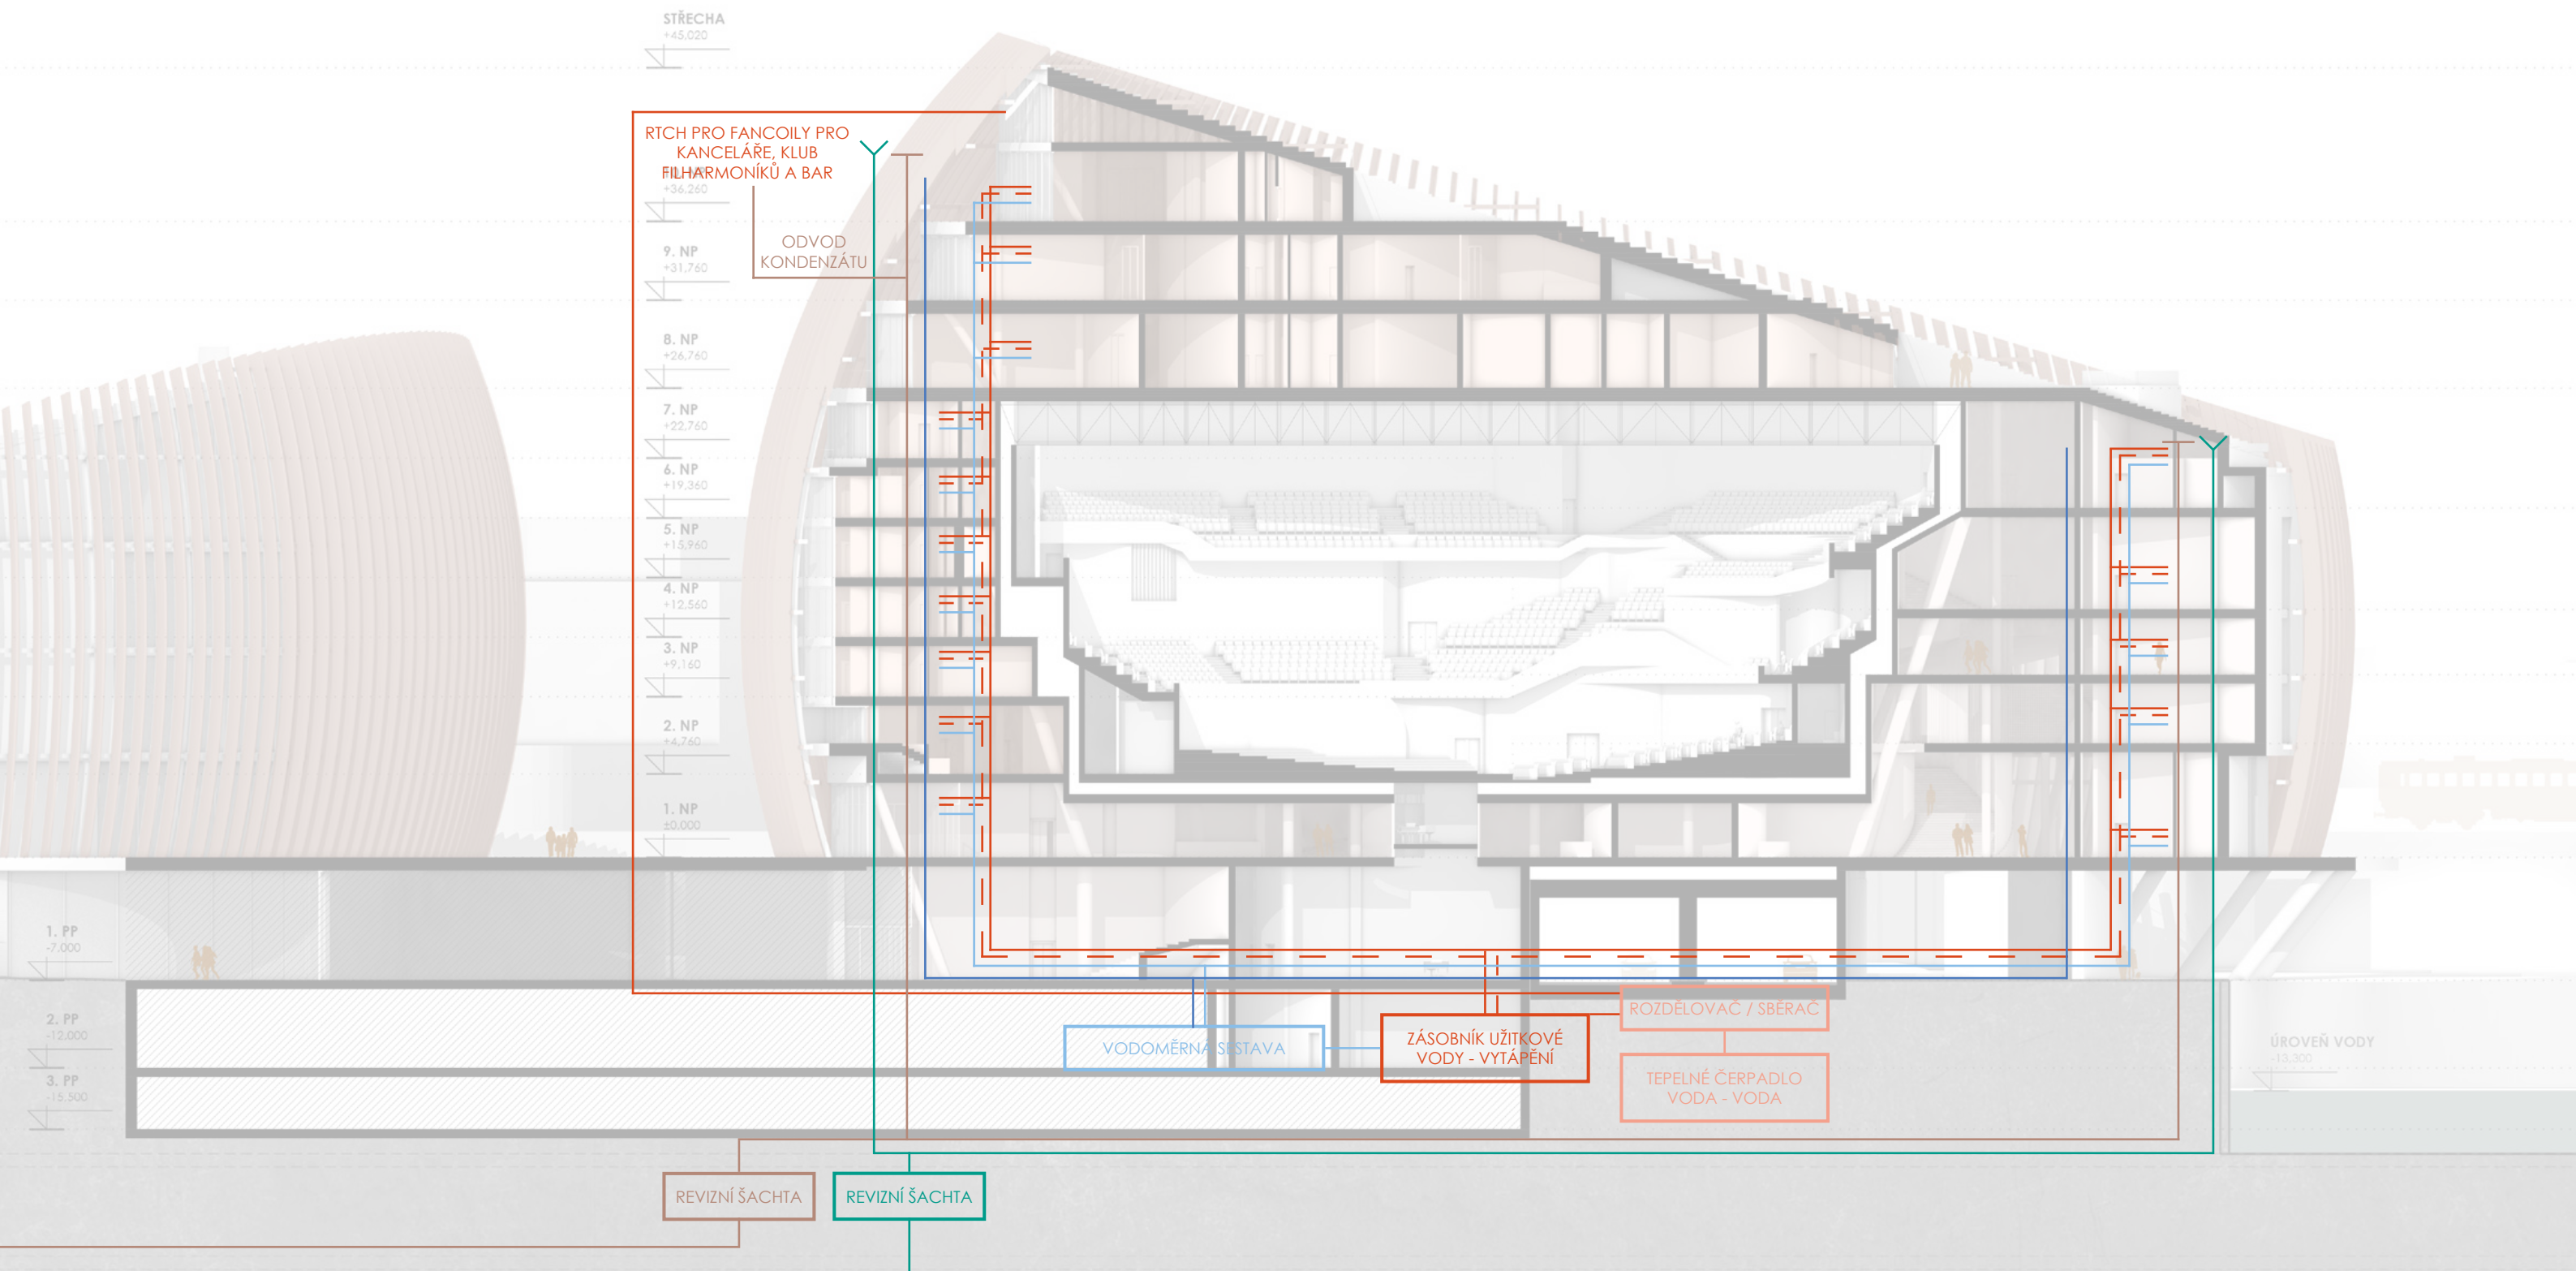 STŘECHA
+45,020
RTCH PRO FANCOILY PRO
KANCELÁŘE, KLUB
FILHARMONÍKŮ A BAR
+36,260
ODVOD
KONDENZÁTU
9. NP
+31,760
8. NP
+26,760
7. NP
+22,760
6. NP
+19,360
5. NP
+15,960
4. NP
+12,560
3. NP
+9,160
2. NP
+4,760
1. NP
±0,000
1. PP
-7,000
2. PP
-12,000
3. PP
-15,500
VODOMĚRNÁ SESTAVA
ZÁSOBNÍK UŽITKOVÉ
VODY - VYTÁPĚNÍ
ROZDĚLOVAČ / SBĚRAČ
TEPELNÉ ČERPADLO
VODA - VODA
ÚROVEŇ VODY
-13,300
REVIZNÍ ŠACHTA
REVIZNÍ ŠACHTA